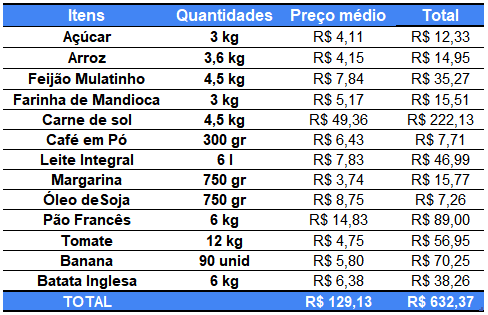 Itens Quantidades Preço médio Total
Açúcar 3 kg R$ 4,11 R$ 12,33
Arroz 3,6 kg R$ 4,15 R$ 14,95
Feijão Mulatinho 4,5 kg R$ 7,84 R$ 35,27
Farinha de Mandioca 3 kg R$ 5,17 R$ 15,51
Carne de sol 4,5 kg R$ 49,36 R$ 222,13
Café em Pó 300 gr R$ 6,43 R$ 7,71
Leite Integral 6 l R$ 7,83 R$ 46,99
Margarina 750 gr R$ 3,74 R$ 15,77
Óleo deSoja 750 gr R$ 8,75 R$ 7,26
Pão Francês 6 kg R$ 14,83 R$ 89,00
Tomate 12 kg R$ 4,75 R$ 56,95
Banana 90 unid R$ 5,80 R$ 70,25
Batata Inglesa 6 kg R$ 6,38 R$ 38,26
TOTAL R$ 129,13 R$ 632,37